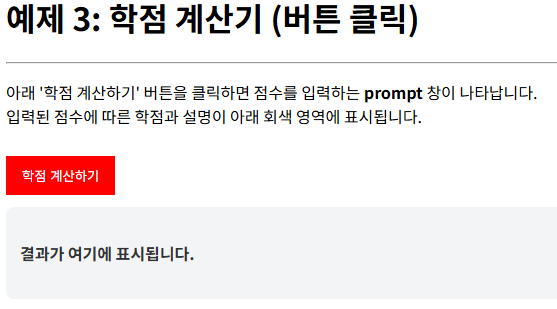 예제 3: 학점 계산기 (버튼 클릭)
아래 '학점 계산하기' 버튼을 클릭하면 점수를 입력하는 prompt 창이 나타납니다.
입력된 점수에 따른 학점과 설명이 아래 회색 영역에 표시됩니다.
학점 계산하기
결과가 여기에 표시됩니다.